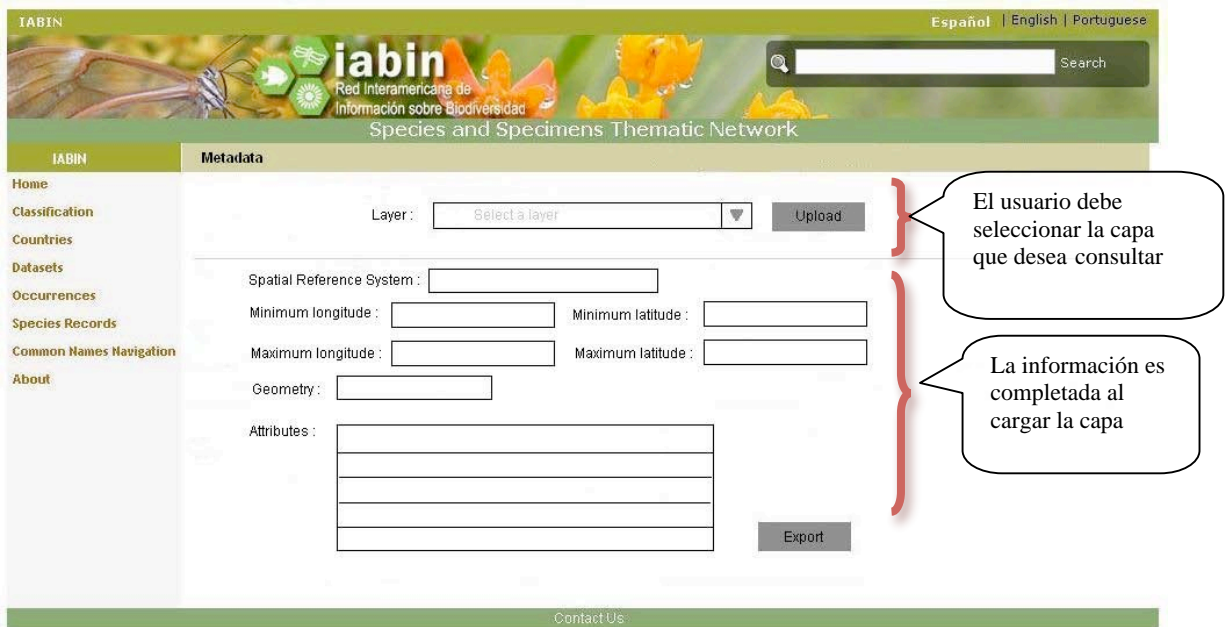 IABIN
Español | English | Portuguese
iabin
Red Interamericana de
Información sobre Biodiversidad
Search
Species and Specimens Thematic Network
IABIN
Metadata
Home
Classification
Countries
Datasets
Occurrences
Species Records
Common Names Navigation
About
Layer :
Select a layer
Upload
El usuario debe
seleccionar la capa
que desea consultar
Spatial Reference System :
Minimum longitude :
Minimum latitude :
Maximum longitude :
Maximum latitude :
Geometry :
Attributes :
La información es
completada al
cargar la capa
Export
Contact Us